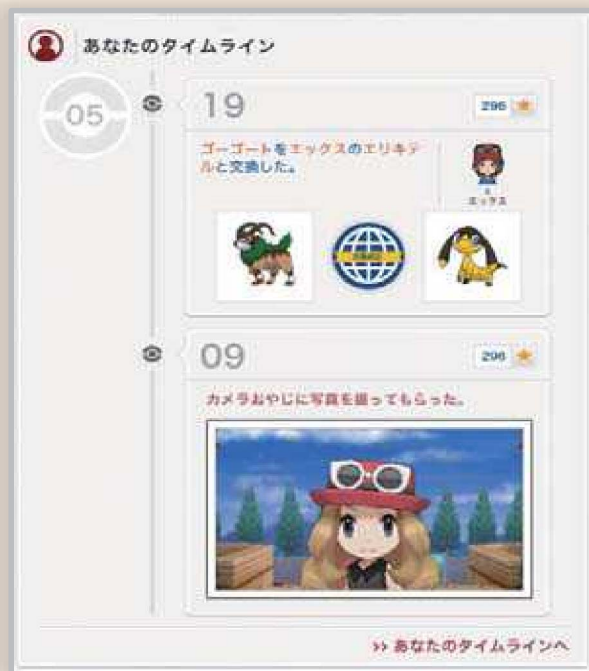 あなたのタイムライン
05
19
296
ゴーゴートをエックスのエリキテ
ルと交換した。
エックス
09
296
カメラおやじに写真を撮ってもらった。
>> あなたのタイムラインへ